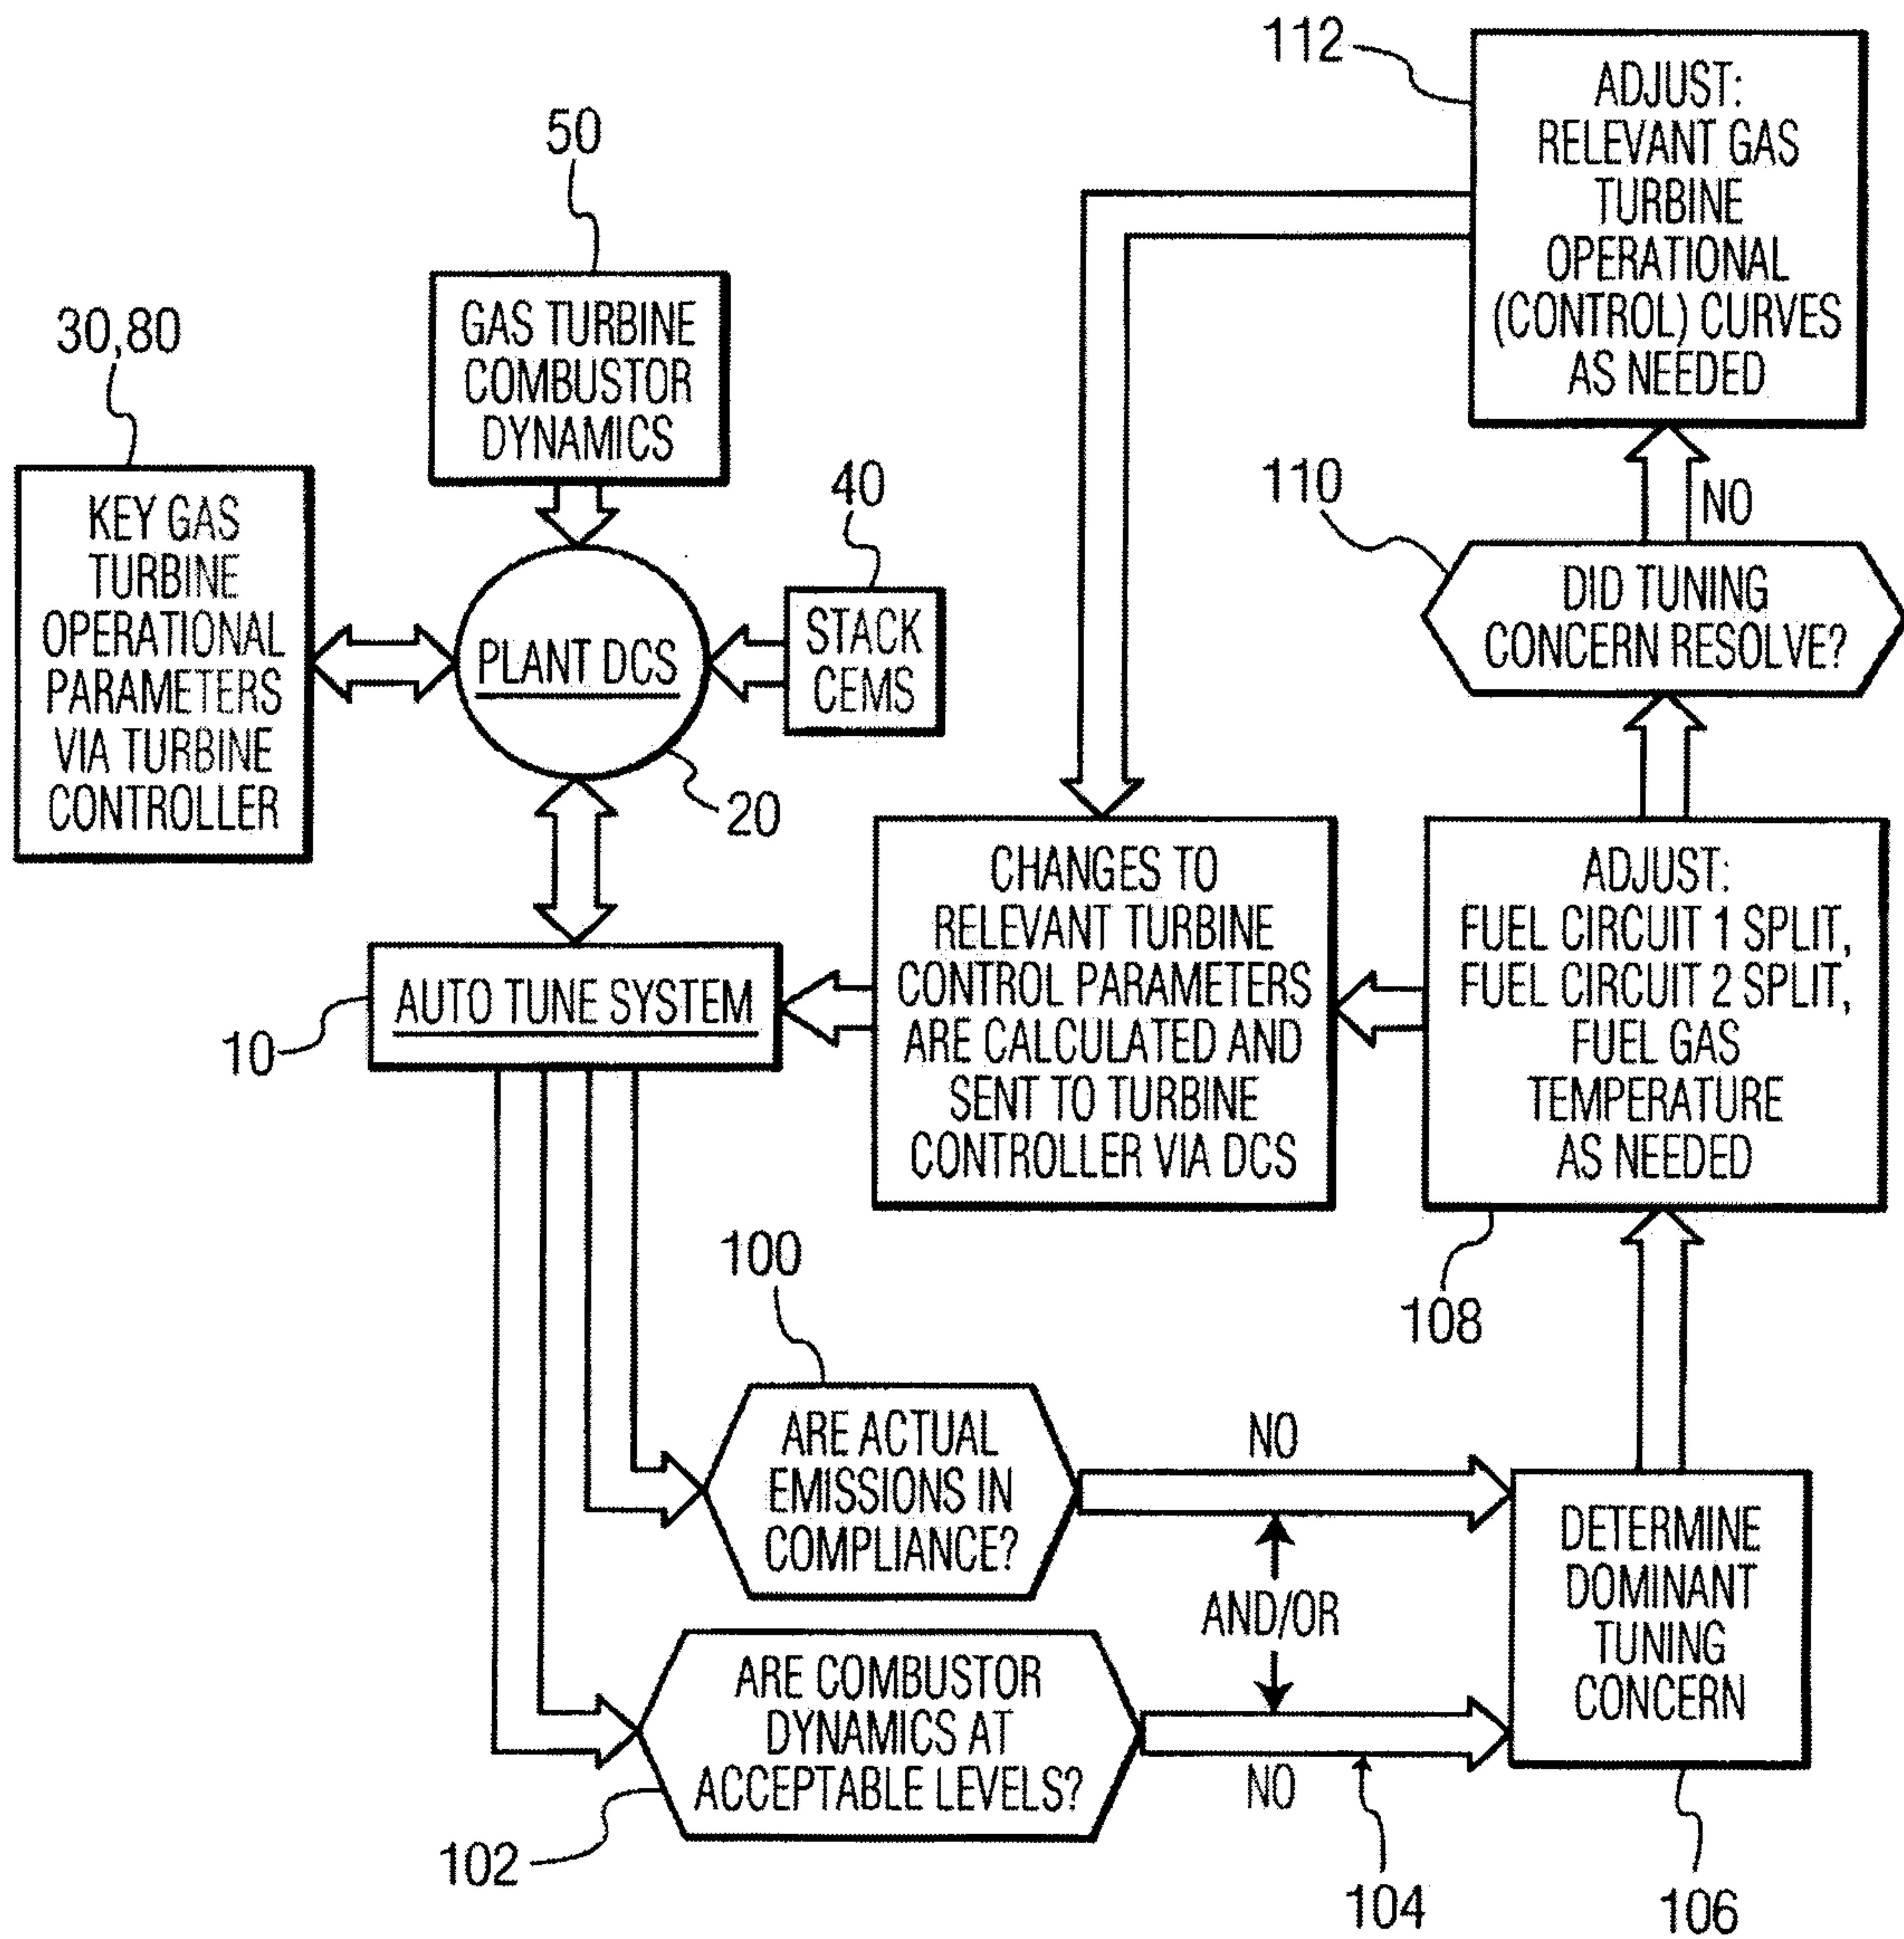 112
ADJUST:
RELEVANT GAS
TURBINE
OPERATIONAL
(CONTROL) CURVES
AS NEEDED
50
GAS TURBINE
COMBUSTOR
DYNAMICS
30,80
KEY GAS
TURBINE
OPERATIONAL
PARAMETERS
VIA TURBINE
CONTROLLER
40
STACK
CEMS
PLANT DCS
20
110
NO
DID TUNING
CONCERN RESOLVE?
AUTO TUNE SYSTEM
10
CHANGES TO
RELEVANT TURBINE
CONTROL PARAMETERS
ARE CALCULATED AND
SENT TO TURBINE
CONTROLLER VIA DCS
ADJUST:
FUEL CIRCUIT 1 SPLIT,
FUEL CIRCUIT 2 SPLIT,
FUEL GAS
TEMPERATURE
AS NEEDED
108
100
ARE ACTUAL
EMISSIONS IN
COMPLIANCE?
NO
AND/OR
ARE COMBUSTOR
DYNAMICS AT
ACCEPTABLE LEVELS?
102
NO
104
DETERMINE
DOMINANT
TUNING
CONCERN
106